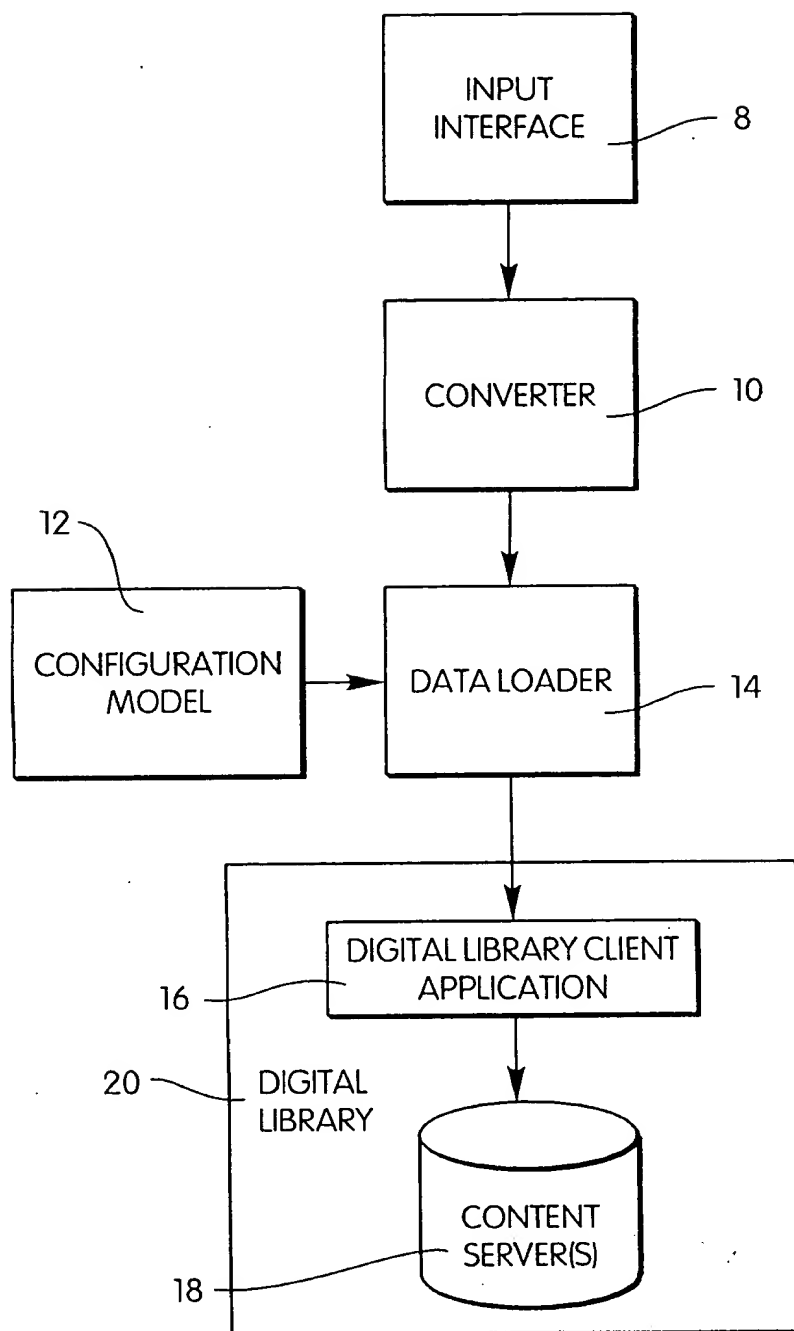 INPUT
INTERFACE
8
CONVERTER
10
12
CONFIGURATION
MODEL
DATA LOADER
14
DIGITAL LIBRARY CLIENT
APPLICATION
16
20
DIGITAL
LIBRARY
CONTENT
SERVER(S)
18